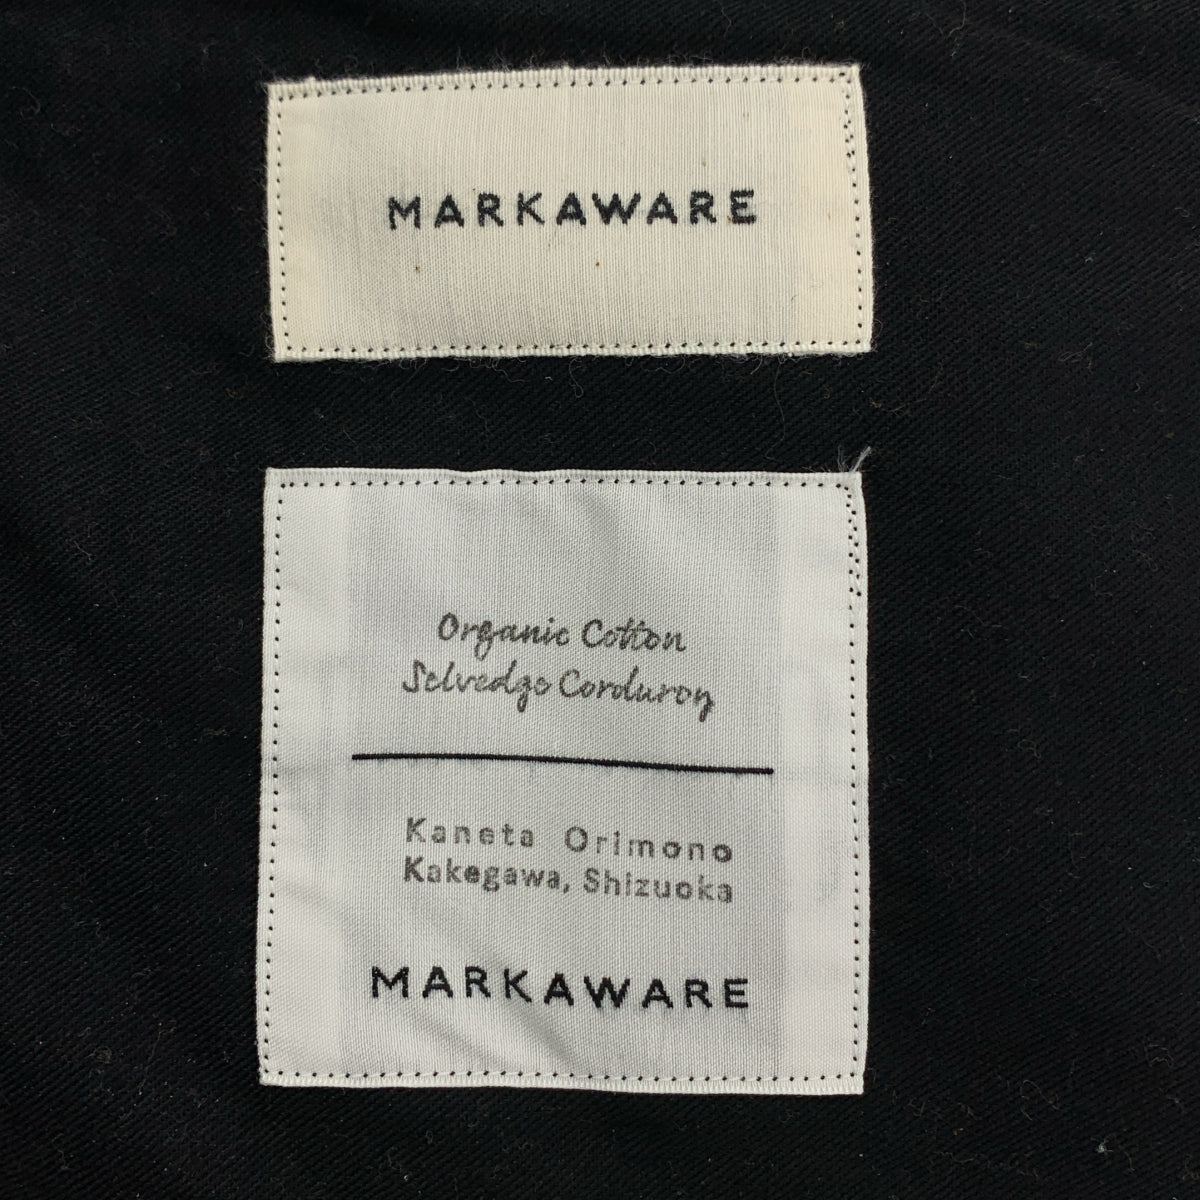 MARKAWARE
Organic Cotton
Selvedge Corduroy
Kaneta Orimono
Kakegawa, Shizuoka
MARKAWARE